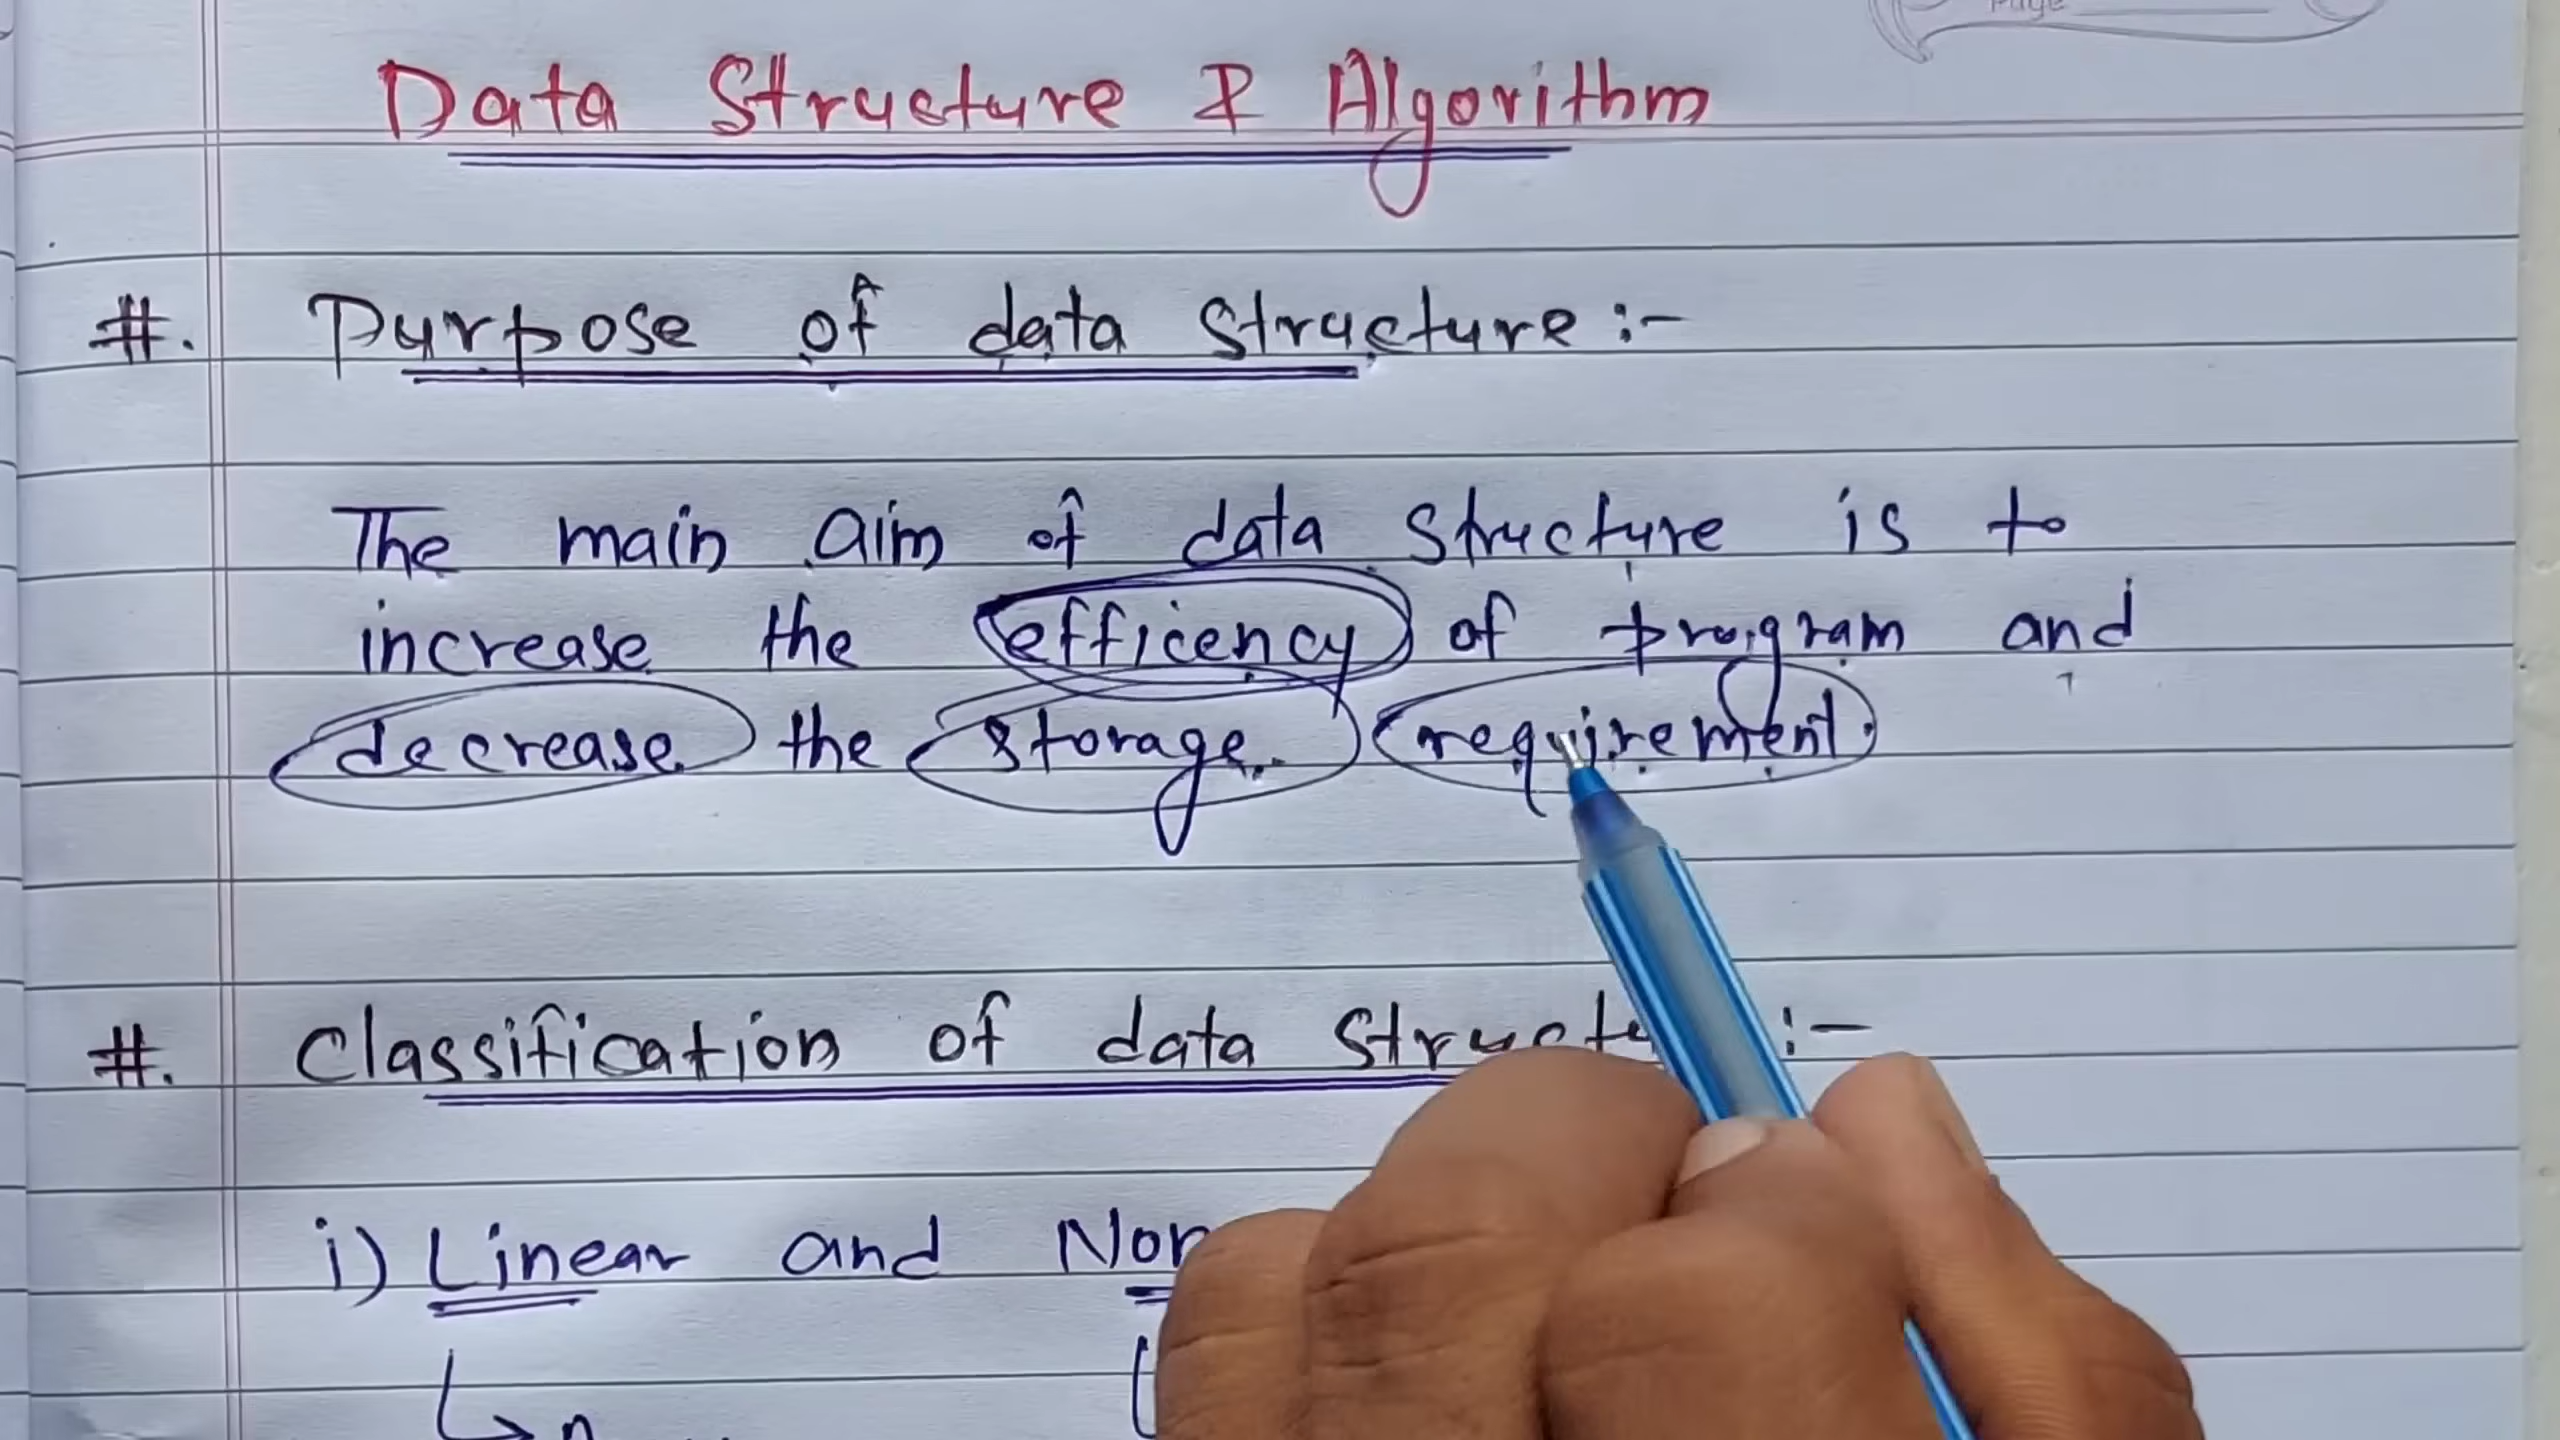 Page
Data Structure & Algorithm
#. Purpose of data structure :-
The main aim of data structure is to
increase the efficency of program and
decrease the storage requirement.
#. Classification of data :-
i) Linear and